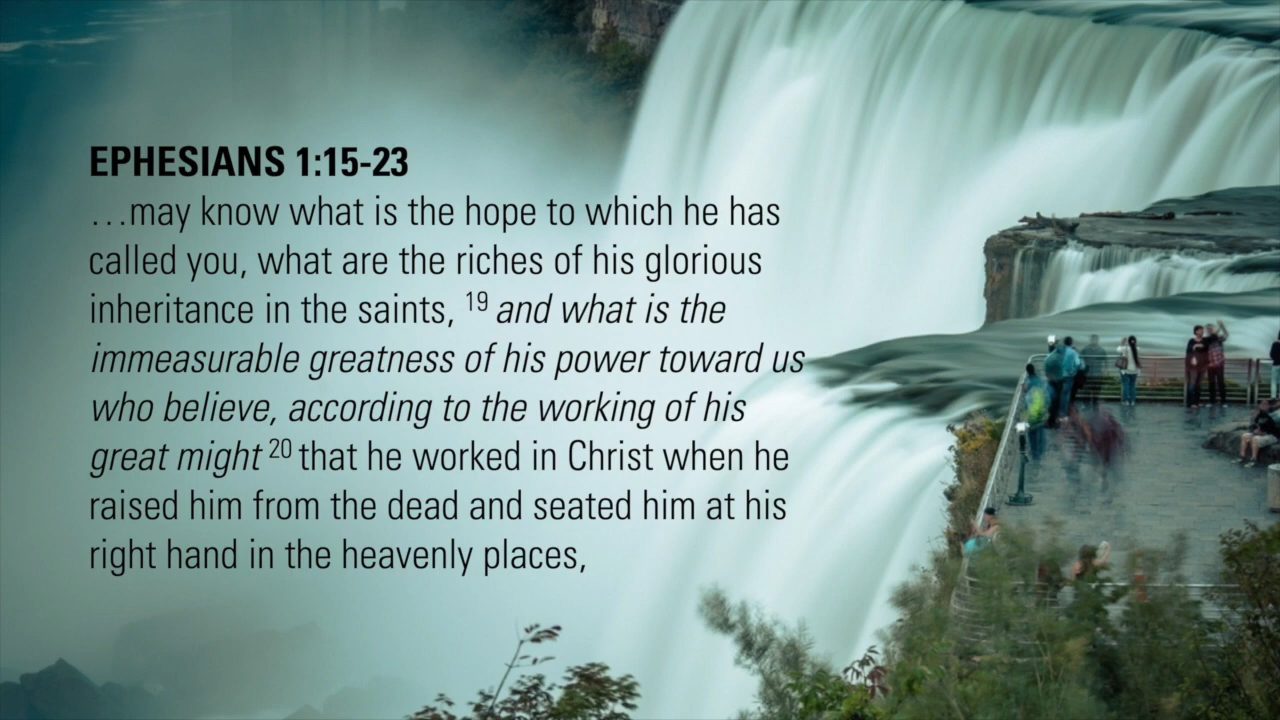 EPHESIANS 1:15-23
…may know what is the hope to which he has
called you, what are the riches of his glorious
inheritance in the saints, 19 and what is the
immeasurable greatness of his power toward us
who believe, according to the working of his
great might 20 that he worked in Christ when he
raised him from the dead and seated him at his
right hand in the heavenly places,